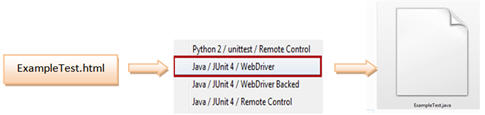 ExampleTest.html
Python 2 / unittest / Remote Control
Java / JUnit 4 / WebDriver
Java / JUnit 4 / WebDriver Backed
Java / JUnit 4 / Remote Control
ExampleTest.java